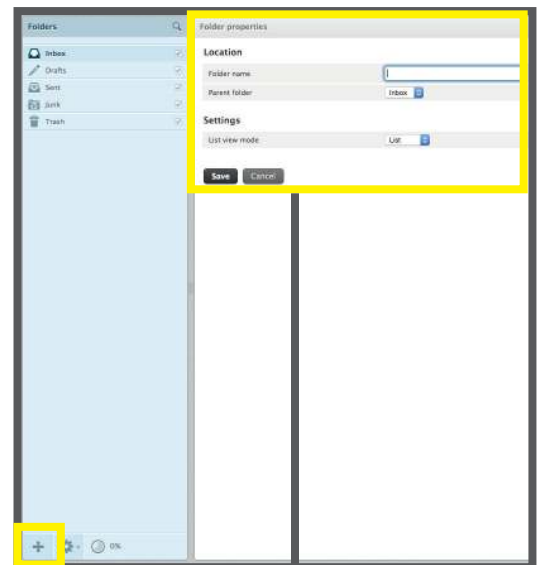 Folders
Inbox
Drafts
Sent
Junk
Trash
0%
Folder properties
Location
Folder name
Parent folder
Inbox
Settings
List view mode
List
Save
Cancel